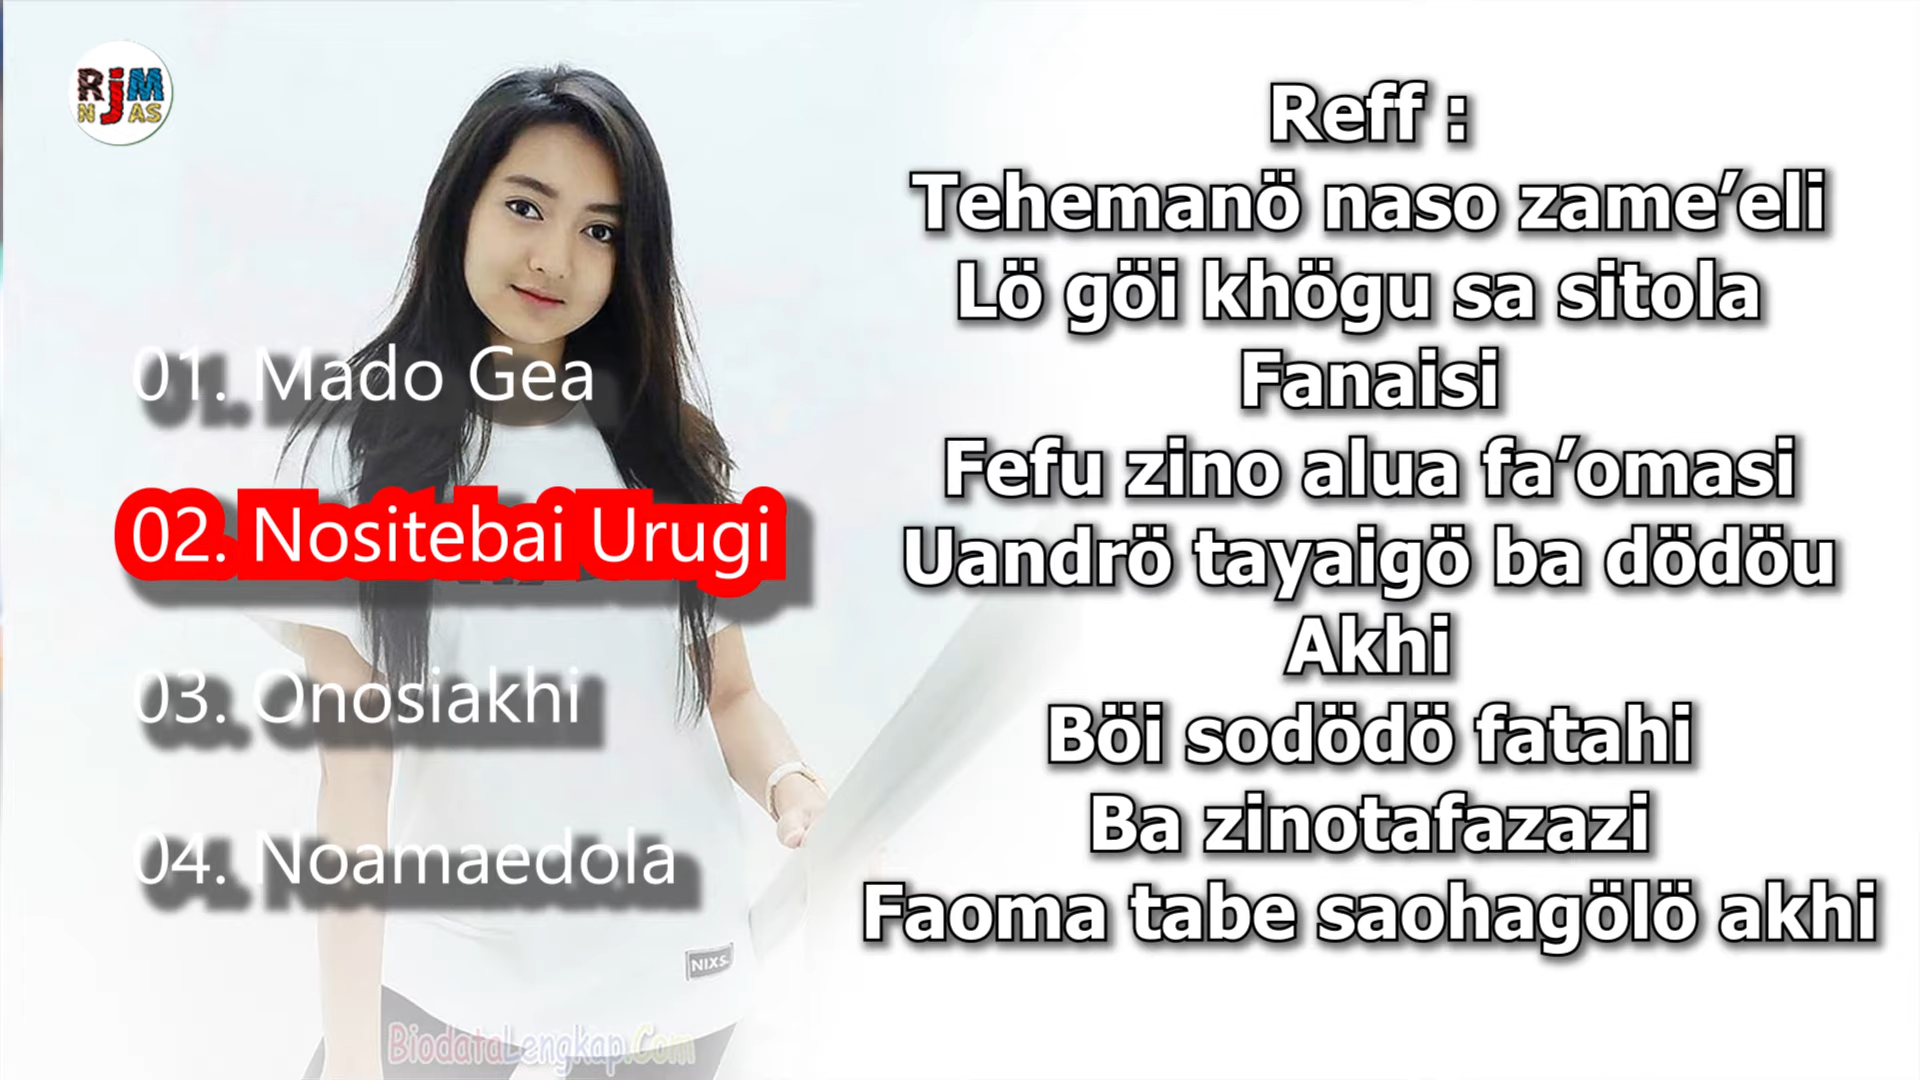 RJM
NJAS
01. Mado Gea
02. Nositebai Urugi
03. Onosiakhi
04. Noamaedola
NIXS.
BiodataLengkap.Com
Reff :
Tehemanö naso zame’eli
Lö göi khögu sa sitola
Fanaisi
Fefu zino alua fa’omasi
Uandrö tayaigö ba dödöu
Akhi
Böi sodödö fatahi
Ba zinotafazazi
Faoma tabe saohagölö akhi